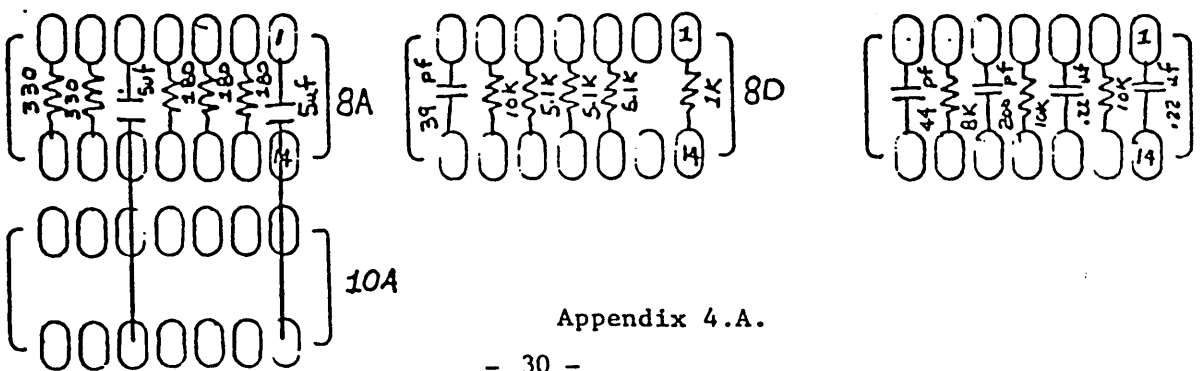 330 330 5uf 180 180 180 5uf 1 14 8A
39 pf 10K 5.1K 5.1K 6.1K 1K 1 14 8D
44 pf 8K 200 pf 10K .22 uf 10K .22 uf 1 14
10A
Appendix 4.A.
- 30 -